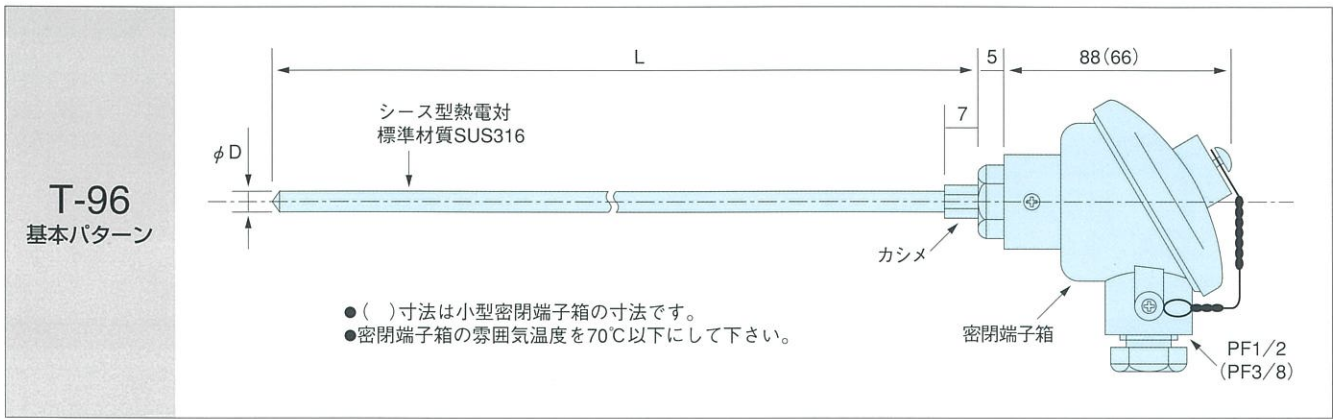 T-96
基本パターン
L
5
88(66)
7
シース型熱電対
標準材質SUS316
φD
カシメ
密閉端子箱
PF1/2
(PF3/8)
●(　)寸法は小型密閉端子箱の寸法です。
●密閉端子箱の雰囲気温度を70℃以下にして下さい。